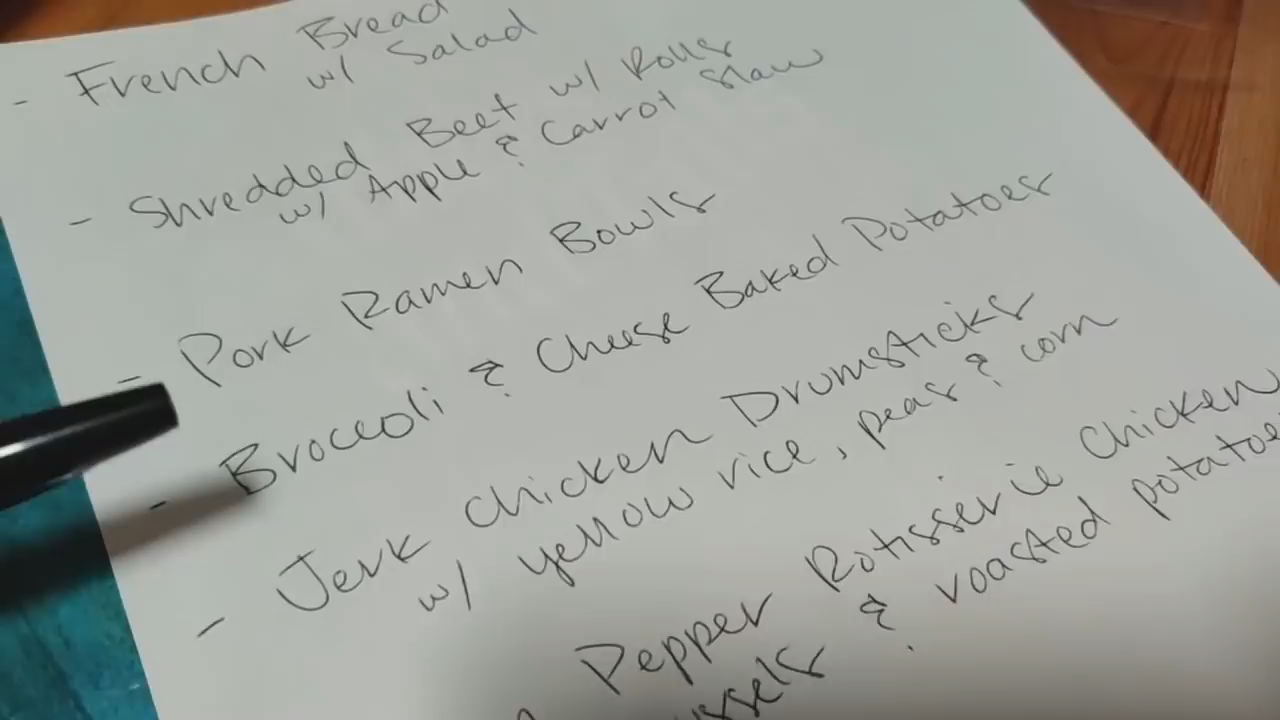 - French Bread
w/ Salad
- Shredded Beef w/ Rolls
w/ Apple & Carrot Slaw
- Pork Ramen Bowls
- Broccoli & Cheese Baked Potatoes
- Jerk Chicken Drumsticks
w/ yellow rice, peas & corn
Pepper Rotisserie Chicken
& roasted